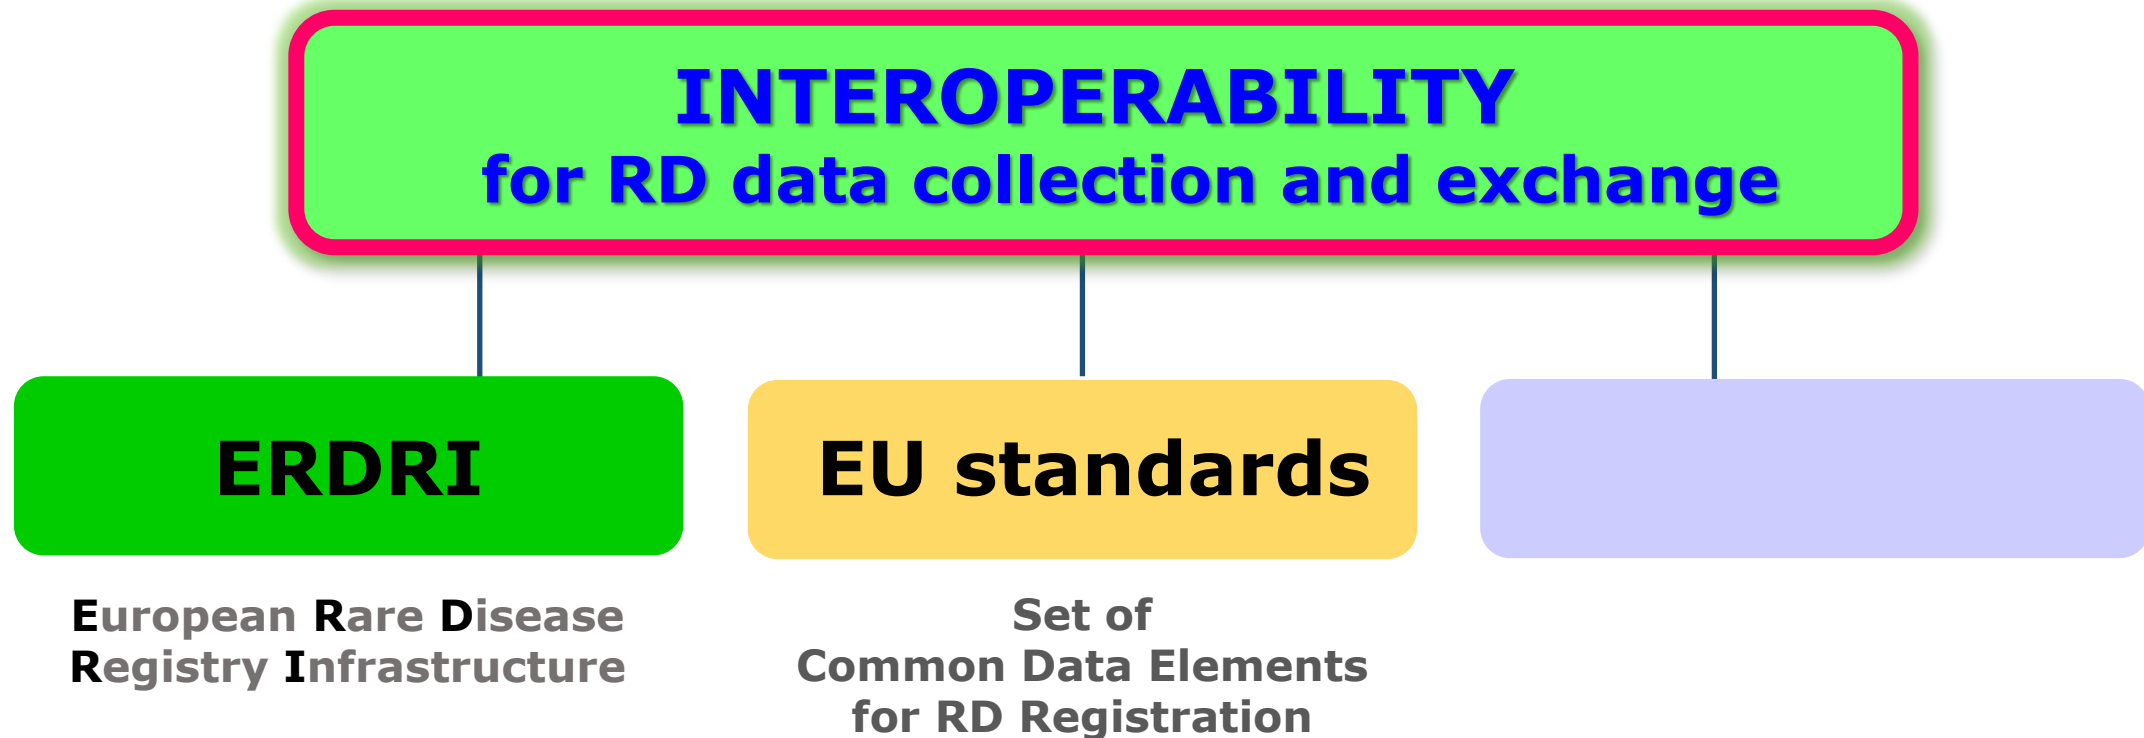 INTEROPERABILITY
for RD data collection and exchange
ERDRI
EU standards
European Rare Disease
Registry Infrastructure
Set of
Common Data Elements
for RD Registration